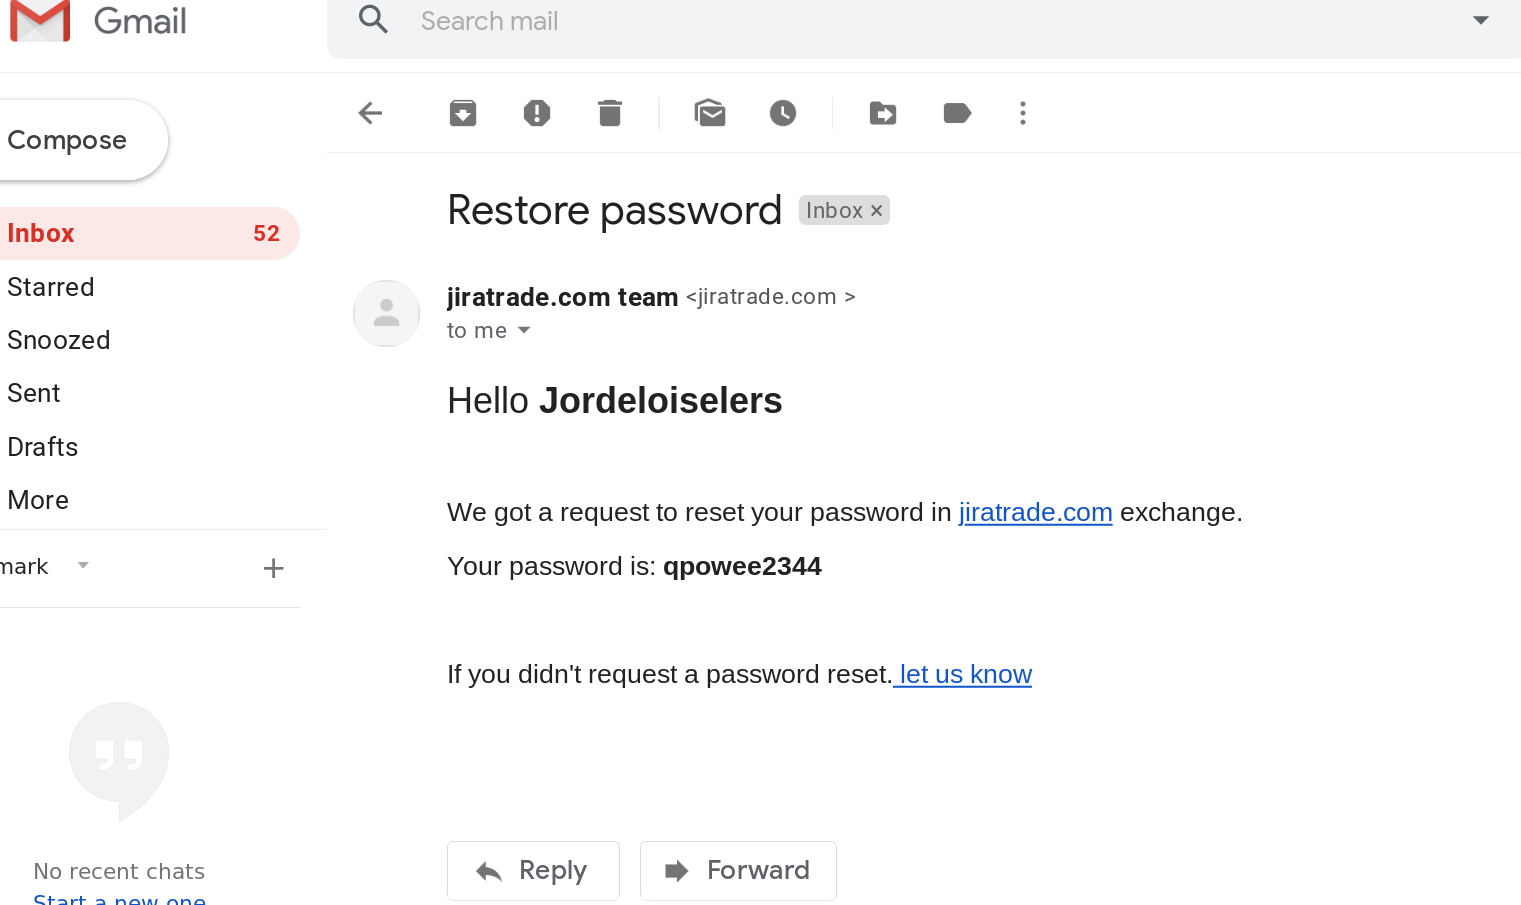 Gmail
Search mail
Compose
Inbox 52
Starred
Snoozed
Sent
Drafts
More
mark
Restore password Inbox ×
jiratrade.com team <jiratrade.com >
to me
Hello Jordeloiselers
We got a request to reset your password in jiratrade.com exchange.
Your password is: qpowee2344
If you didn't request a password reset. let us know
No recent chats
Start a new one
Reply
Forward